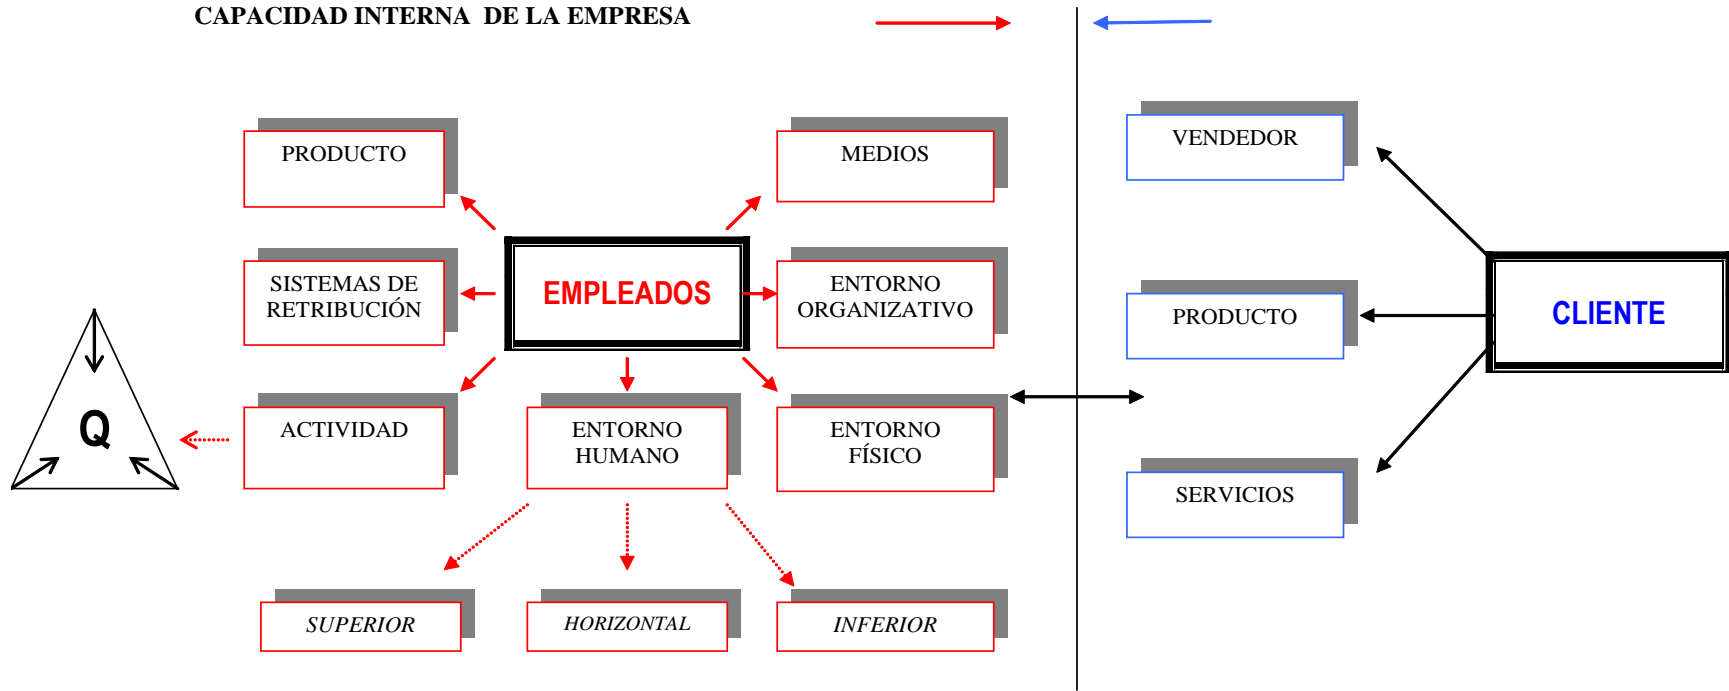 CAPACIDAD INTERNA DE LA EMPRESA
PRODUCTO
MEDIOS
SISTEMAS DE
RETRIBUCIÓN
EMPLEADOS
ENTORNO
ORGANIZATIVO
Q
ACTIVIDAD
ENTORNO
HUMANO
ENTORNO
FÍSICO
SUPERIOR
HORIZONTAL
INFERIOR
VENDEDOR
PRODUCTO
CLIENTE
SERVICIOS